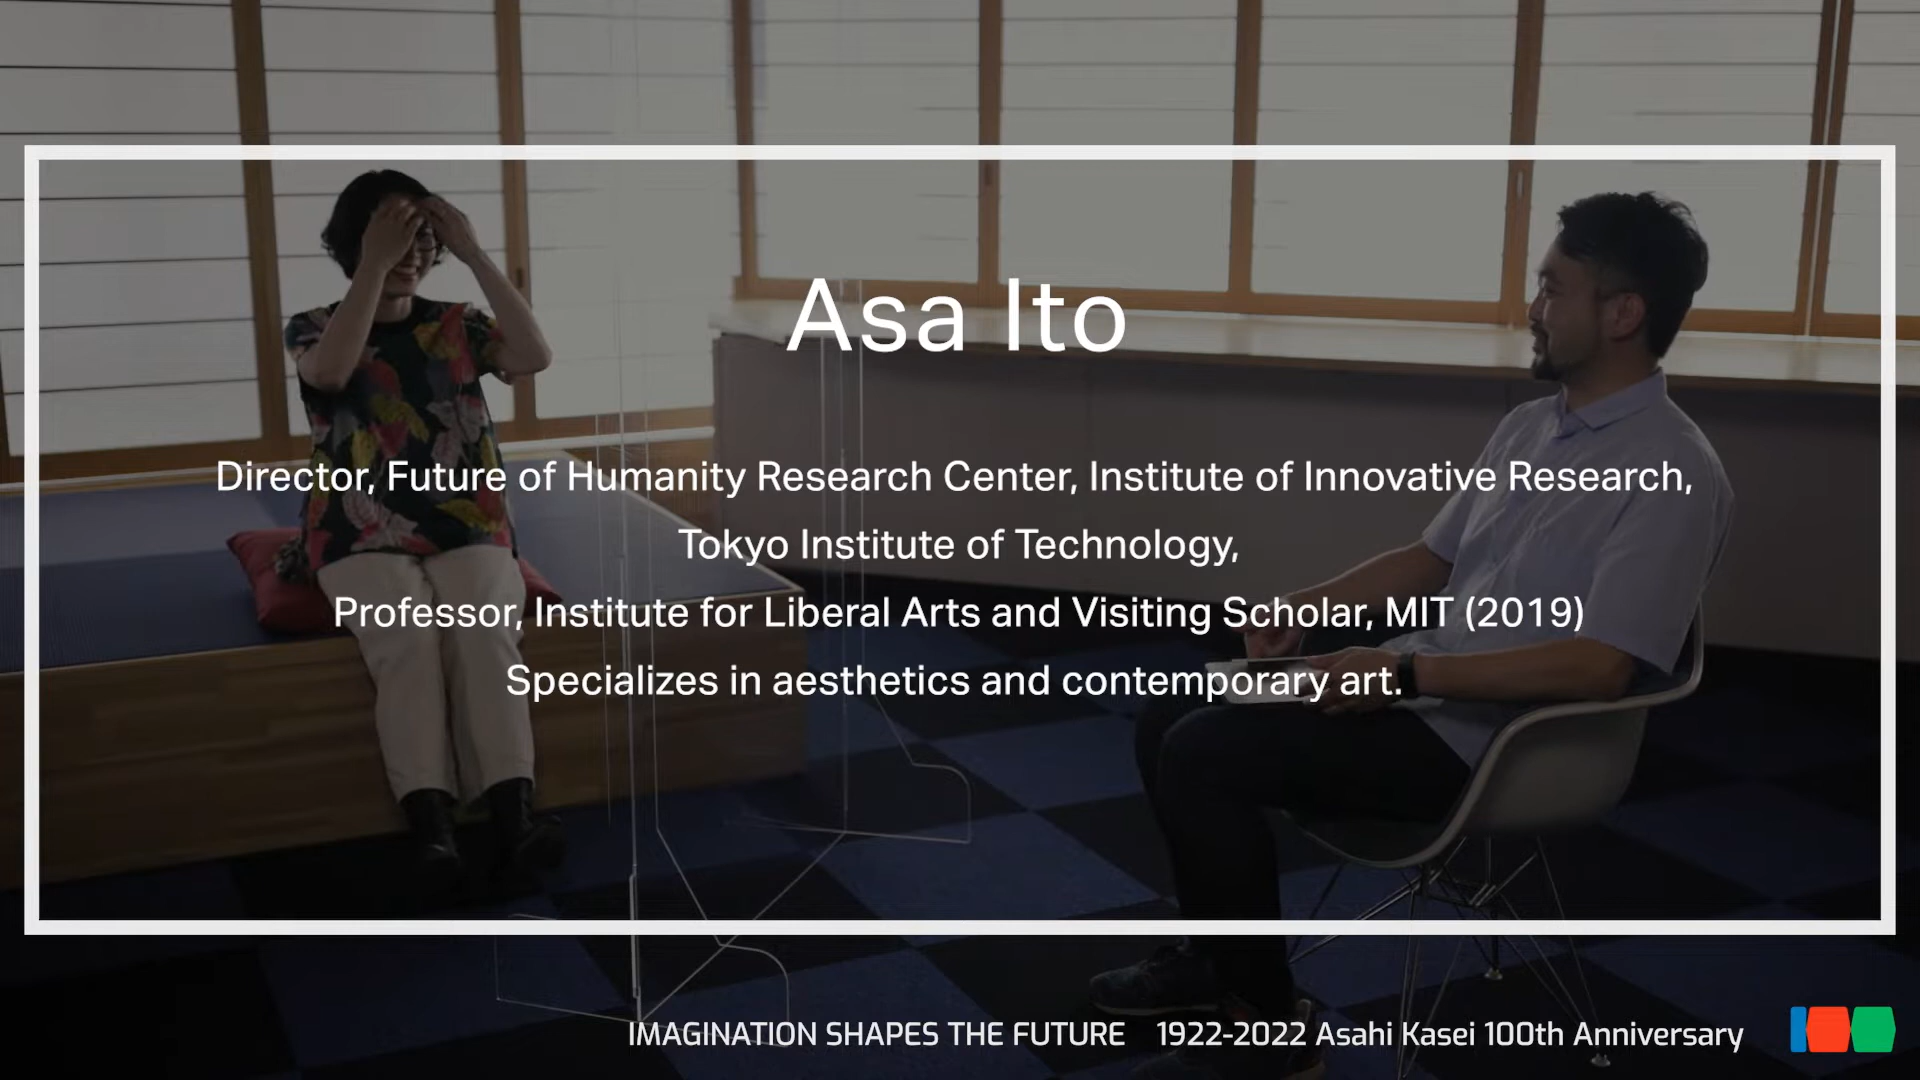 Asa Ito
Director, Future of Humanity Research Center, Institute of Innovative Research,
Tokyo Institute of Technology,
Professor, Institute for Liberal Arts and Visiting Scholar, MIT (2019)
Specializes in aesthetics and contemporary art.
IMAGINATION SHAPES THE FUTURE 1922-2022 Asahi Kasei 100th Anniversary